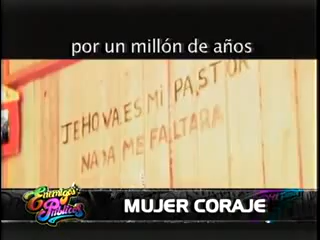 por un millón de años
JEHOVA ES MI PASTOR
NADA ME FALTARA
Enemigos
Públicos
MUJER CORAJE